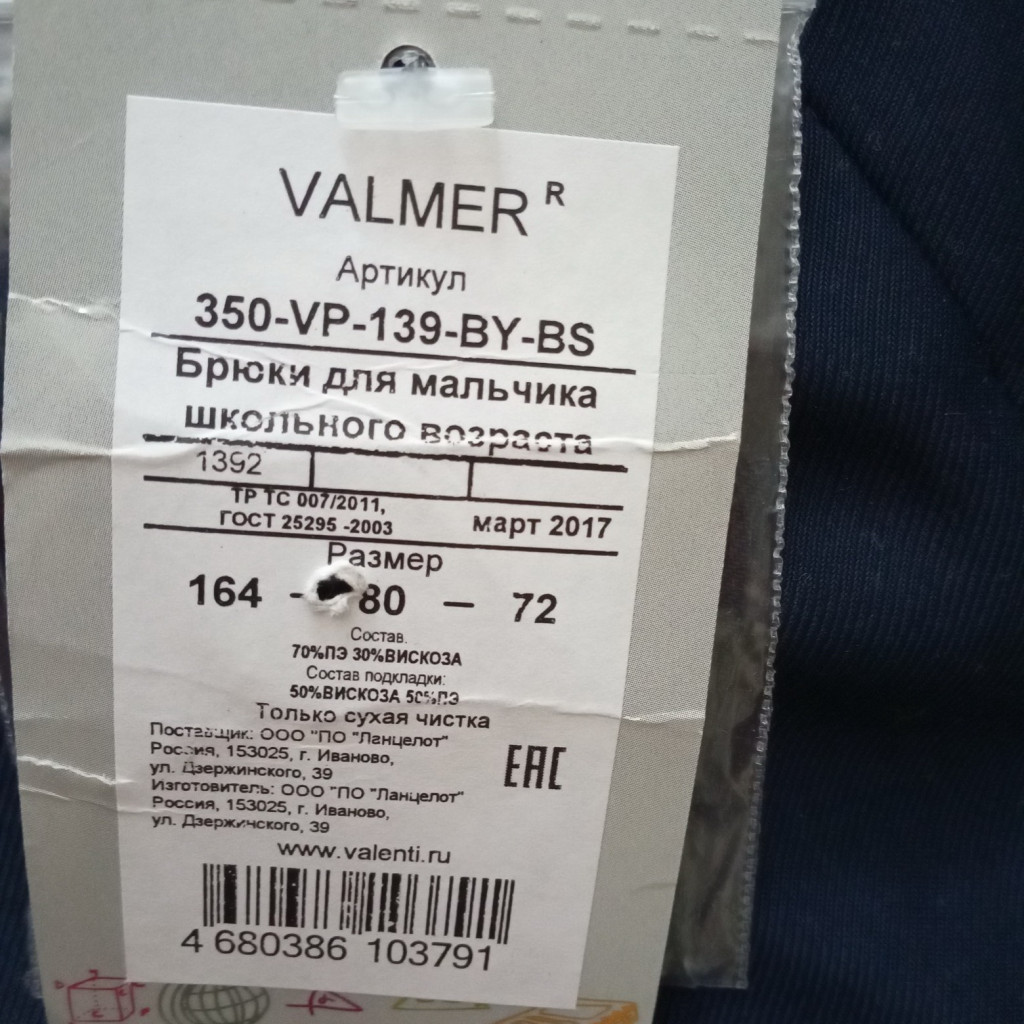 VALMER R
Артикул
350-VP-139-BY-BS
Брюки для мальчика
школьного возраста
1392
ТР ТС 007/2011,
ГОСТ 25295 -2003
март 2017
Размер
164 - 80 - 72
Состав.
70%ПЭ 30%ВИСКОЗА
Состав подкладки:
50%ВИСКОЗА 50%ПЭ
Только сухая чистка
Поставщик: ООО "ПО "Ланцелот"
Россия, 153025, г. Иваново,
ул. Дзержинского, 39
Изготовитель: ООО "ПО "Ланцелот"
Россия, 153025, г. Иваново,
ул. Дзержинского, 39
EAC
www.valenti.ru
4 680386 103791